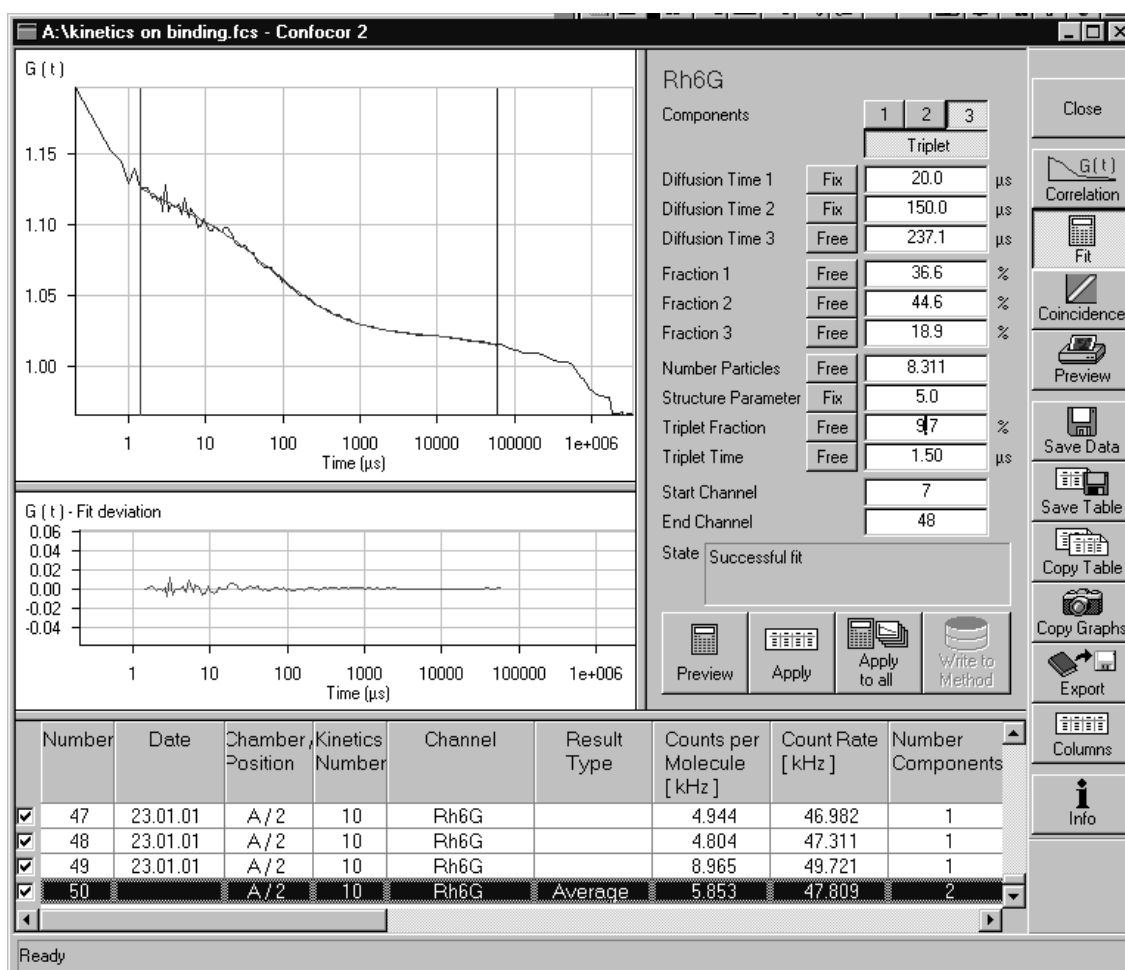 A:\kinetics on binding.fcs - Confocor 2
G ( t )
1.15
1.10
1.05
1.00
1 10 100 1000 10000 100000 1e+006
Time (µs)
G ( t ) - Fit deviation
0.06
0.04
0.02
0.00
-0.02
-0.04
1 10 100 1000 10000 100000 1e+006
Time (µs)
Rh6G
Components 1 2 3
Triplet
Diffusion Time 1 Fix 20.0 µs
Diffusion Time 2 Fix 150.0 µs
Diffusion Time 3 Free 237.1 µs
Fraction 1 Free 36.6 %
Fraction 2 Free 44.6 %
Fraction 3 Free 18.9 %
Number Particles Free 8.311
Structure Parameter Fix 5.0
Triplet Fraction Free 9.7 %
Triplet Time Free 1.50 µs
Start Channel 7
End Channel 48
State Successful fit
Preview
Apply
Apply to all
Write to Method
Close
G(t)
Correlation
Fit
Coincidence
Preview
Save Data
Save Table
Copy Table
Copy Graphs
Export
Columns
Info
Number Date Chamber / Kinetics Channel Result Counts per Count Rate Number
Position Number Type Molecule [ kHz ] Components
[ kHz ]
47 23.01.01 A / 2 10 Rh6G 4.944 46.982 1
48 23.01.01 A / 2 10 Rh6G 4.804 47.311 1
49 23.01.01 A / 2 10 Rh6G 8.965 49.721 1
50 A / 2 10 Rh6G Average 5.853 47.809 2
Ready